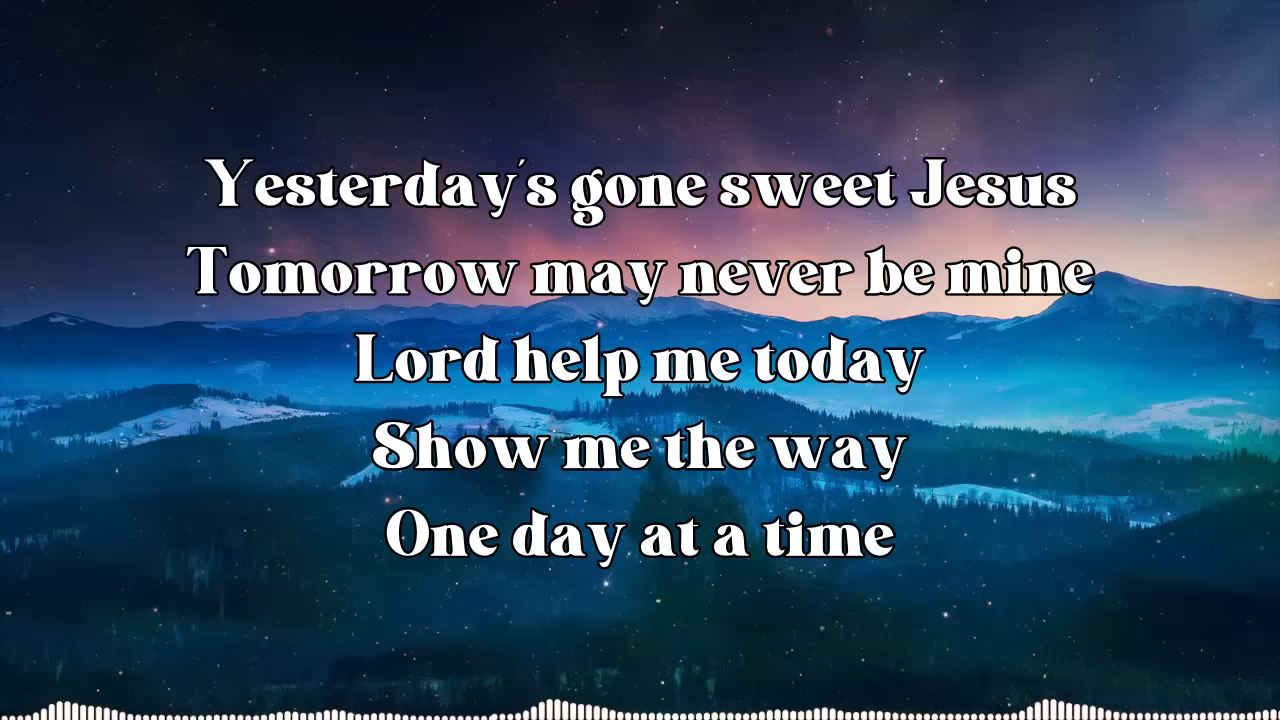 Yesterday's gone sweet Jesus
Tomorrow may never be mine
Lord help me today
Show me the way
One day at a time